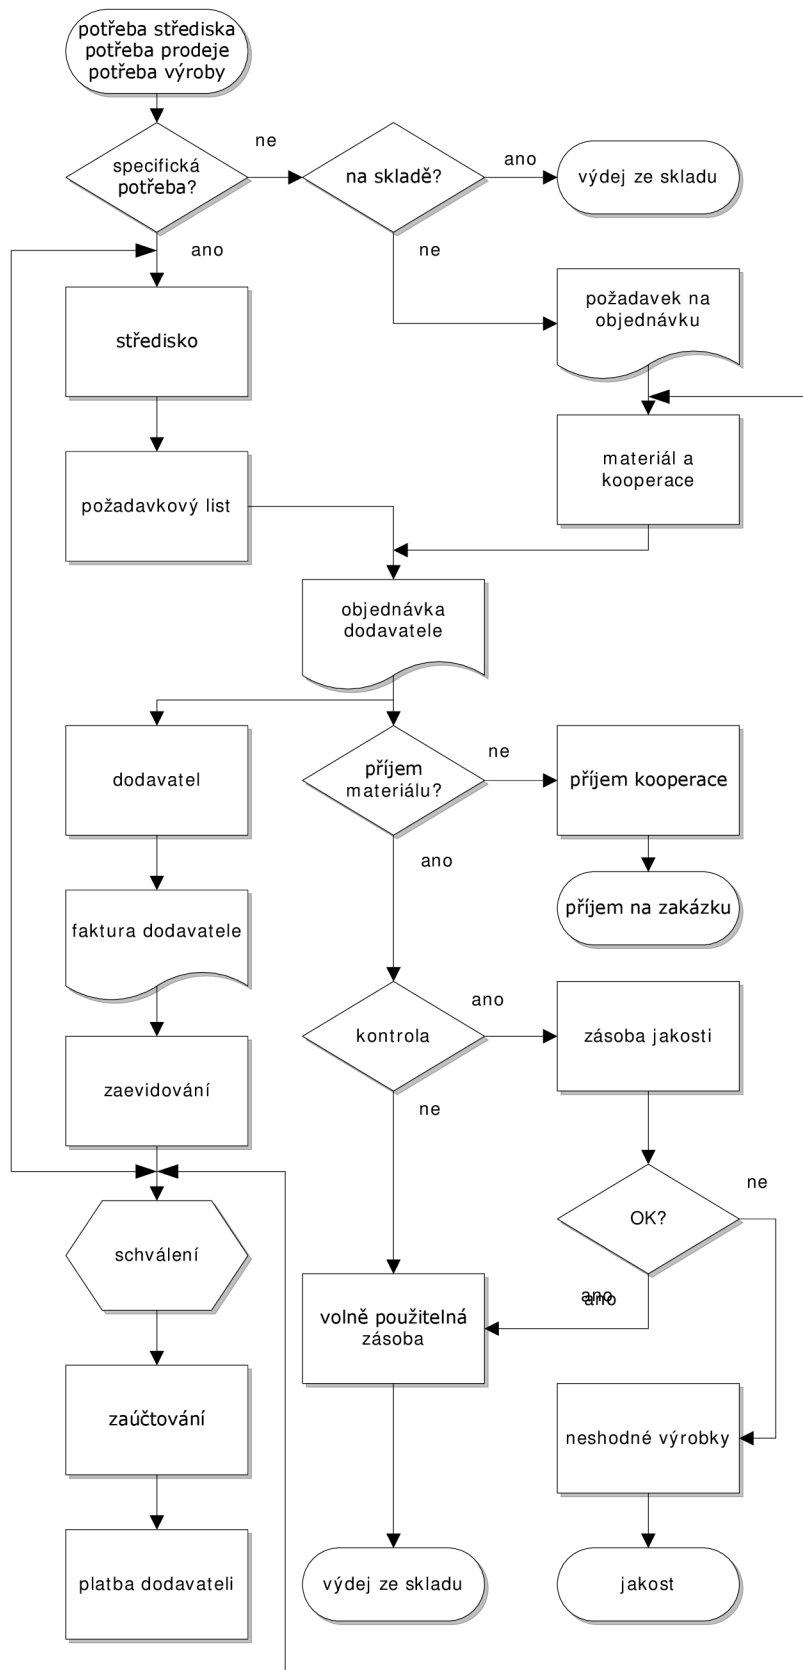 potřeba střediska
potřeba prodeje
potřeba výroby
ne
specifická
potřeba?
na skladě?
ano
výdej ze skladu
ano
ne
požadavek na
objednávku
středisko
materiál a
kooperace
požadavkový list
objednávka
dodavatele
dodavatel
příjem
materiálu?
ne
příjem kooperace
ano
faktura dodavatele
příjem na zakázku
ano
kontrola
zásoba jakosti
zaevidování
ne
ne
OK?
schválení
ano
ano
volně použitelná
zásoba
zaúčtování
neshodné výrobky
platba dodavateli
výdej ze skladu
jakost